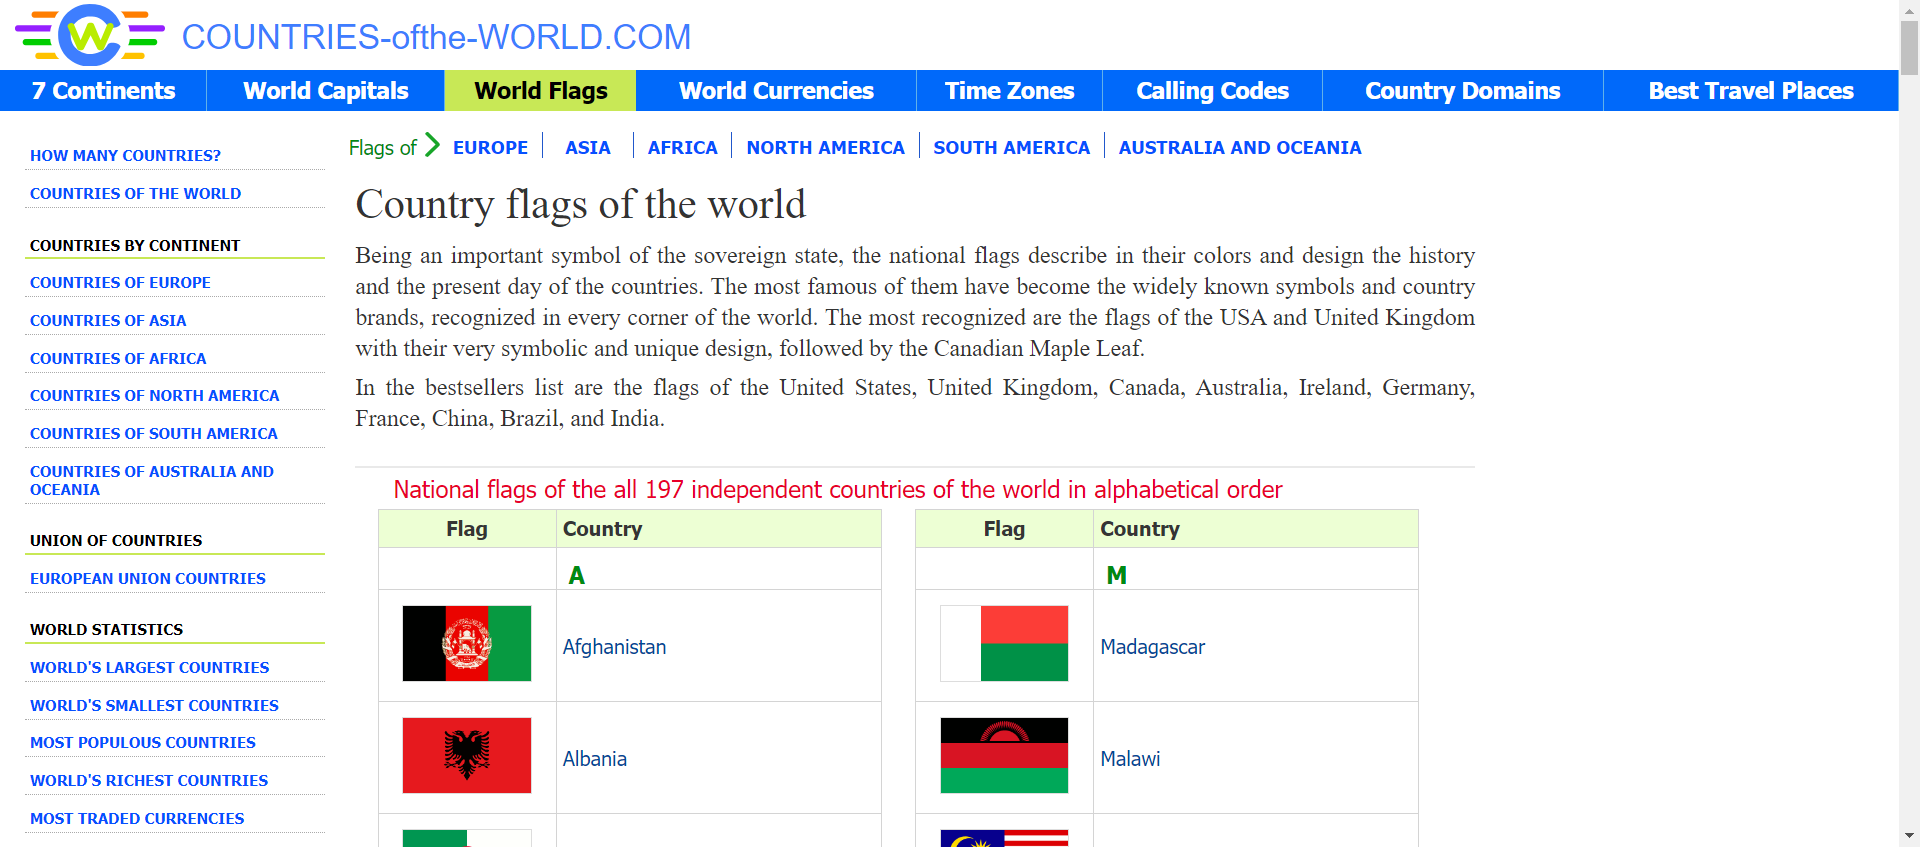 COUNTRIES-ofthe-WORLD.COM
7 Continents
World Capitals
World Flags
World Currencies
Time Zones
Calling Codes
Country Domains
Best Travel Places
HOW MANY COUNTRIES?
COUNTRIES OF THE WORLD
COUNTRIES BY CONTINENT
COUNTRIES OF EUROPE
COUNTRIES OF ASIA
COUNTRIES OF AFRICA
COUNTRIES OF NORTH AMERICA
COUNTRIES OF SOUTH AMERICA
COUNTRIES OF AUSTRALIA AND
OCEANIA
UNION OF COUNTRIES
EUROPEAN UNION COUNTRIES
WORLD STATISTICS
WORLD'S LARGEST COUNTRIES
WORLD'S SMALLEST COUNTRIES
MOST POPULOUS COUNTRIES
WORLD'S RICHEST COUNTRIES
MOST TRADED CURRENCIES
Flags of
EUROPE
ASIA
AFRICA
NORTH AMERICA
SOUTH AMERICA
AUSTRALIA AND OCEANIA
Country flags of the world
Being an important symbol of the sovereign state, the national flags describe in their colors and design the history
and the present day of the countries. The most famous of them have become the widely known symbols and country
brands, recognized in every corner of the world. The most recognized are the flags of the USA and United Kingdom
with their very symbolic and unique design, followed by the Canadian Maple Leaf.
In the bestsellers list are the flags of the United States, United Kingdom, Canada, Australia, Ireland, Germany,
France, China, Brazil, and India.
National flags of the all 197 independent countries of the world in alphabetical order
Flag
Country
A
Afghanistan
Albania
Flag
Country
M
Madagascar
Malawi